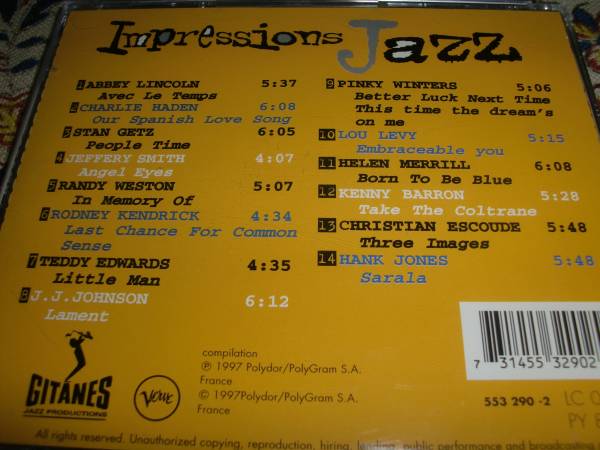 Impressions Jazz
1 ABBEY LINCOLN 5:37
Avec Le Temps
2 CHARLIE HADEN 6:08
Our Spanish Love Song
3 STAN GETZ 6:05
People Time
4 JEFFERY SMITH 4:07
Angel Eyes
5 RANDY WESTON 5:07
In Memory Of
6 RODNEY KENDRICK 4:34
Last Chance For Common
Sense
7 TEDDY EDWARDS 4:35
Little Man
8 J.J.JOHNSON 6:12
Lament
9 PINKY WINTERS 5:06
Better Luck Next Time
This time the dream's
on me
10 LOU LEVY 5:15
Embraceable you
11 HELEN MERRILL 6:08
Born To Be Blue
12 KENNY BARRON 5:28
Take The Coltrane
13 CHRISTIAN ESCOUDE 5:48
Three Images
14 HANK JONES 5:48
Sarala
GITANES
JAZZ PRODUCTIONS
Verve
compilation
℗ 1997 Polydor/PolyGram S.A.
France
© 1997Polydor/PolyGram S.A.
France
7 31455 32902
553 290 -2
LC 0
PY
All rights reserved. Unauthorized copying, reproduction, hiring, lending, public performance and broadcasting